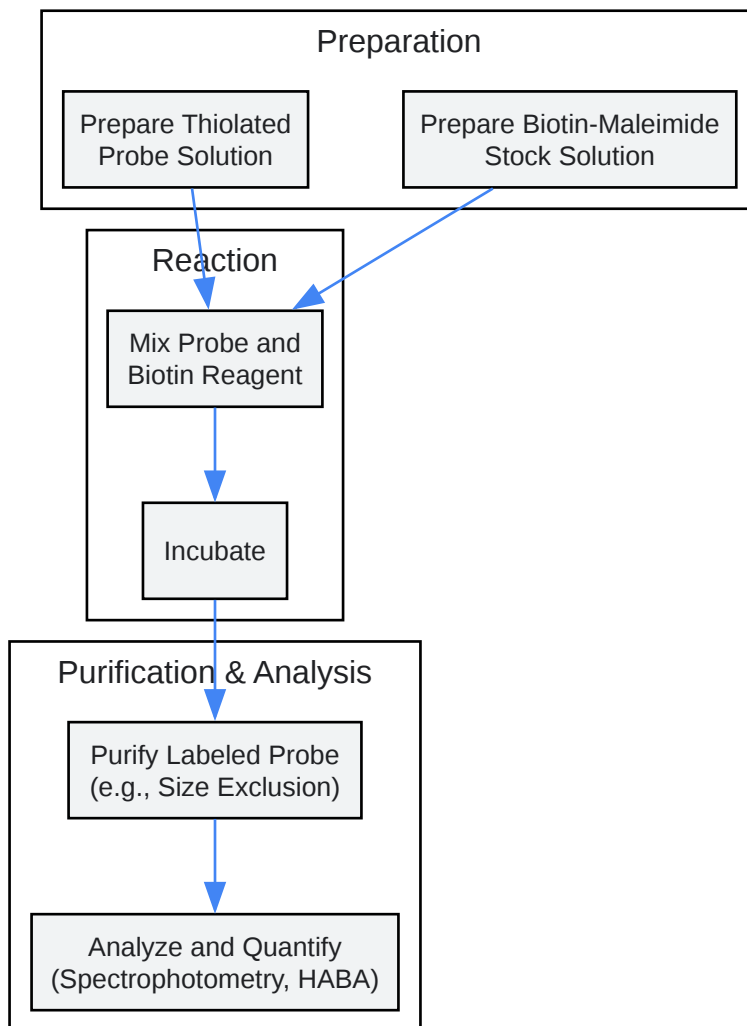 Preparation
Prepare Thiolated
Probe Solution
Prepare Biotin-Maleimide
Stock Solution
Reaction
Mix Probe and
Biotin Reagent
Incubate
Purification & Analysis
Purify Labeled Probe
(e.g., Size Exclusion)
Analyze and Quantify
(Spectrophotometry, HABA)